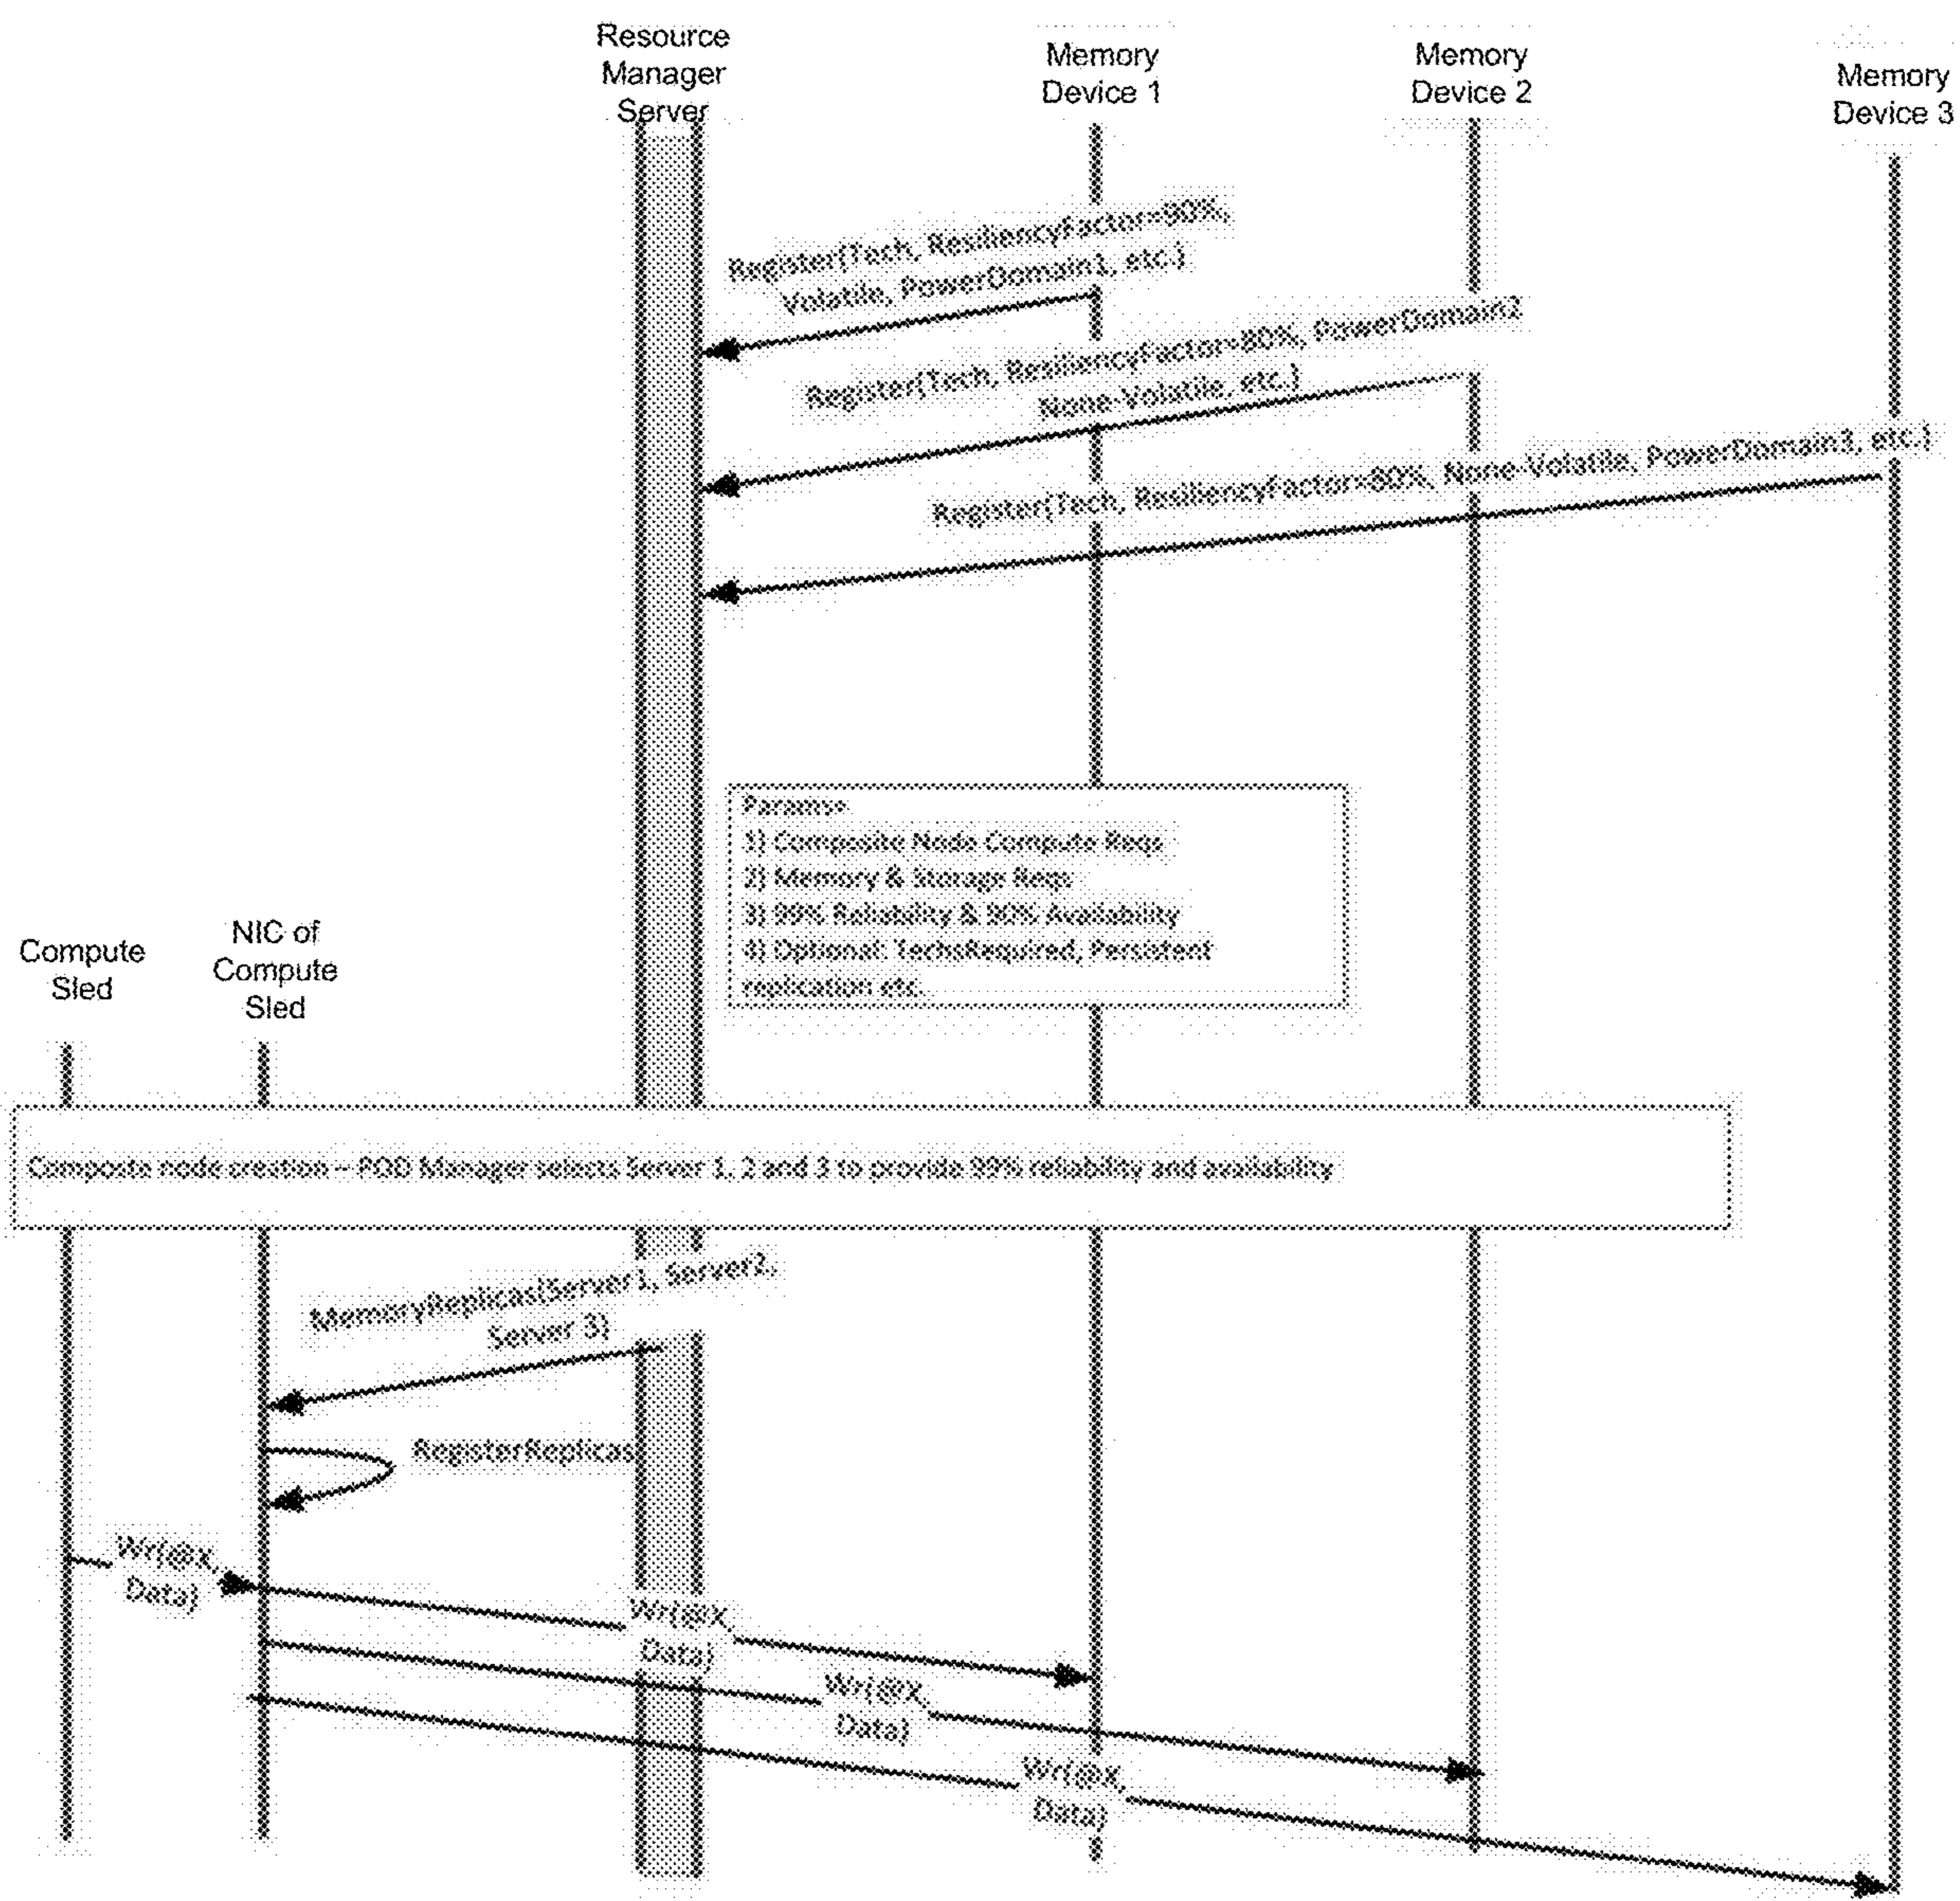 Resource
Manager
Server
Memory
Device 1
Memory
Device 2
Memory
Device 3
Register(Tech, ResiliencyFactor=90%,
Volatile, PowerDomain1, etc.)
Register(Tech, ResiliencyFactor=80%, PowerDomain2
None-Volatile, etc.)
Register(Tech, ResiliencyFactor=80%, None-Volatile, PowerDomain3, etc.)
Params=
1) Composite Node Compute Reqs
2) Memory & Storage Reqs
3) 99% Reliability & 90% Availability
4) Optional: TechsRequired, Persistent
replication etc.
Compute
Sled
NIC of
Compute
Sled
Composite node creation – POD Manager selects Server 1, 2 and 3 to provide 99% reliability and availability
MemoryReplicas(Server1, Server2,
Server 3)
RegisterReplicas
Wr(@X,
Data)
Wr(@X,
Data)
Wr(@X,
Data)
Wr(@X,
Data)